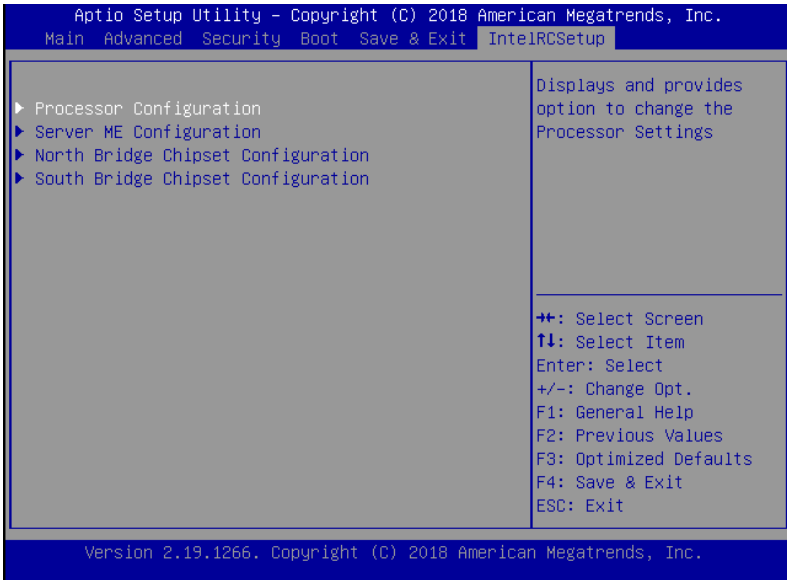 Aptio Setup Utility – Copyright (C) 2018 American Megatrends, Inc.
Main Advanced Security Boot Save & Exit IntelRCSetup
▶ Processor Configuration
▶ Server ME Configuration
▶ North Bridge Chipset Configuration
▶ South Bridge Chipset Configuration
Displays and provides
option to change the
Processor Settings
→←: Select Screen
↑↓: Select Item
Enter: Select
+/-: Change Opt.
F1: General Help
F2: Previous Values
F3: Optimized Defaults
F4: Save & Exit
ESC: Exit
Version 2.19.1266. Copyright (C) 2018 American Megatrends, Inc.